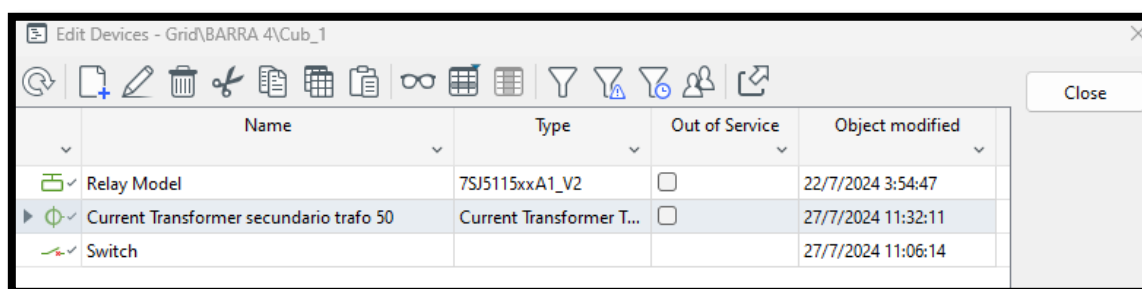 Edit Devices - Grid\BARRA 4\Cub_1
Close
Name Type Out of Service Object modified
Relay Model 7SJ5115xxA1_V2 22/7/2024 3:54:47
Current Transformer secundario trafo 50 Current Transformer T... 27/7/2024 11:32:11
Switch 27/7/2024 11:06:14